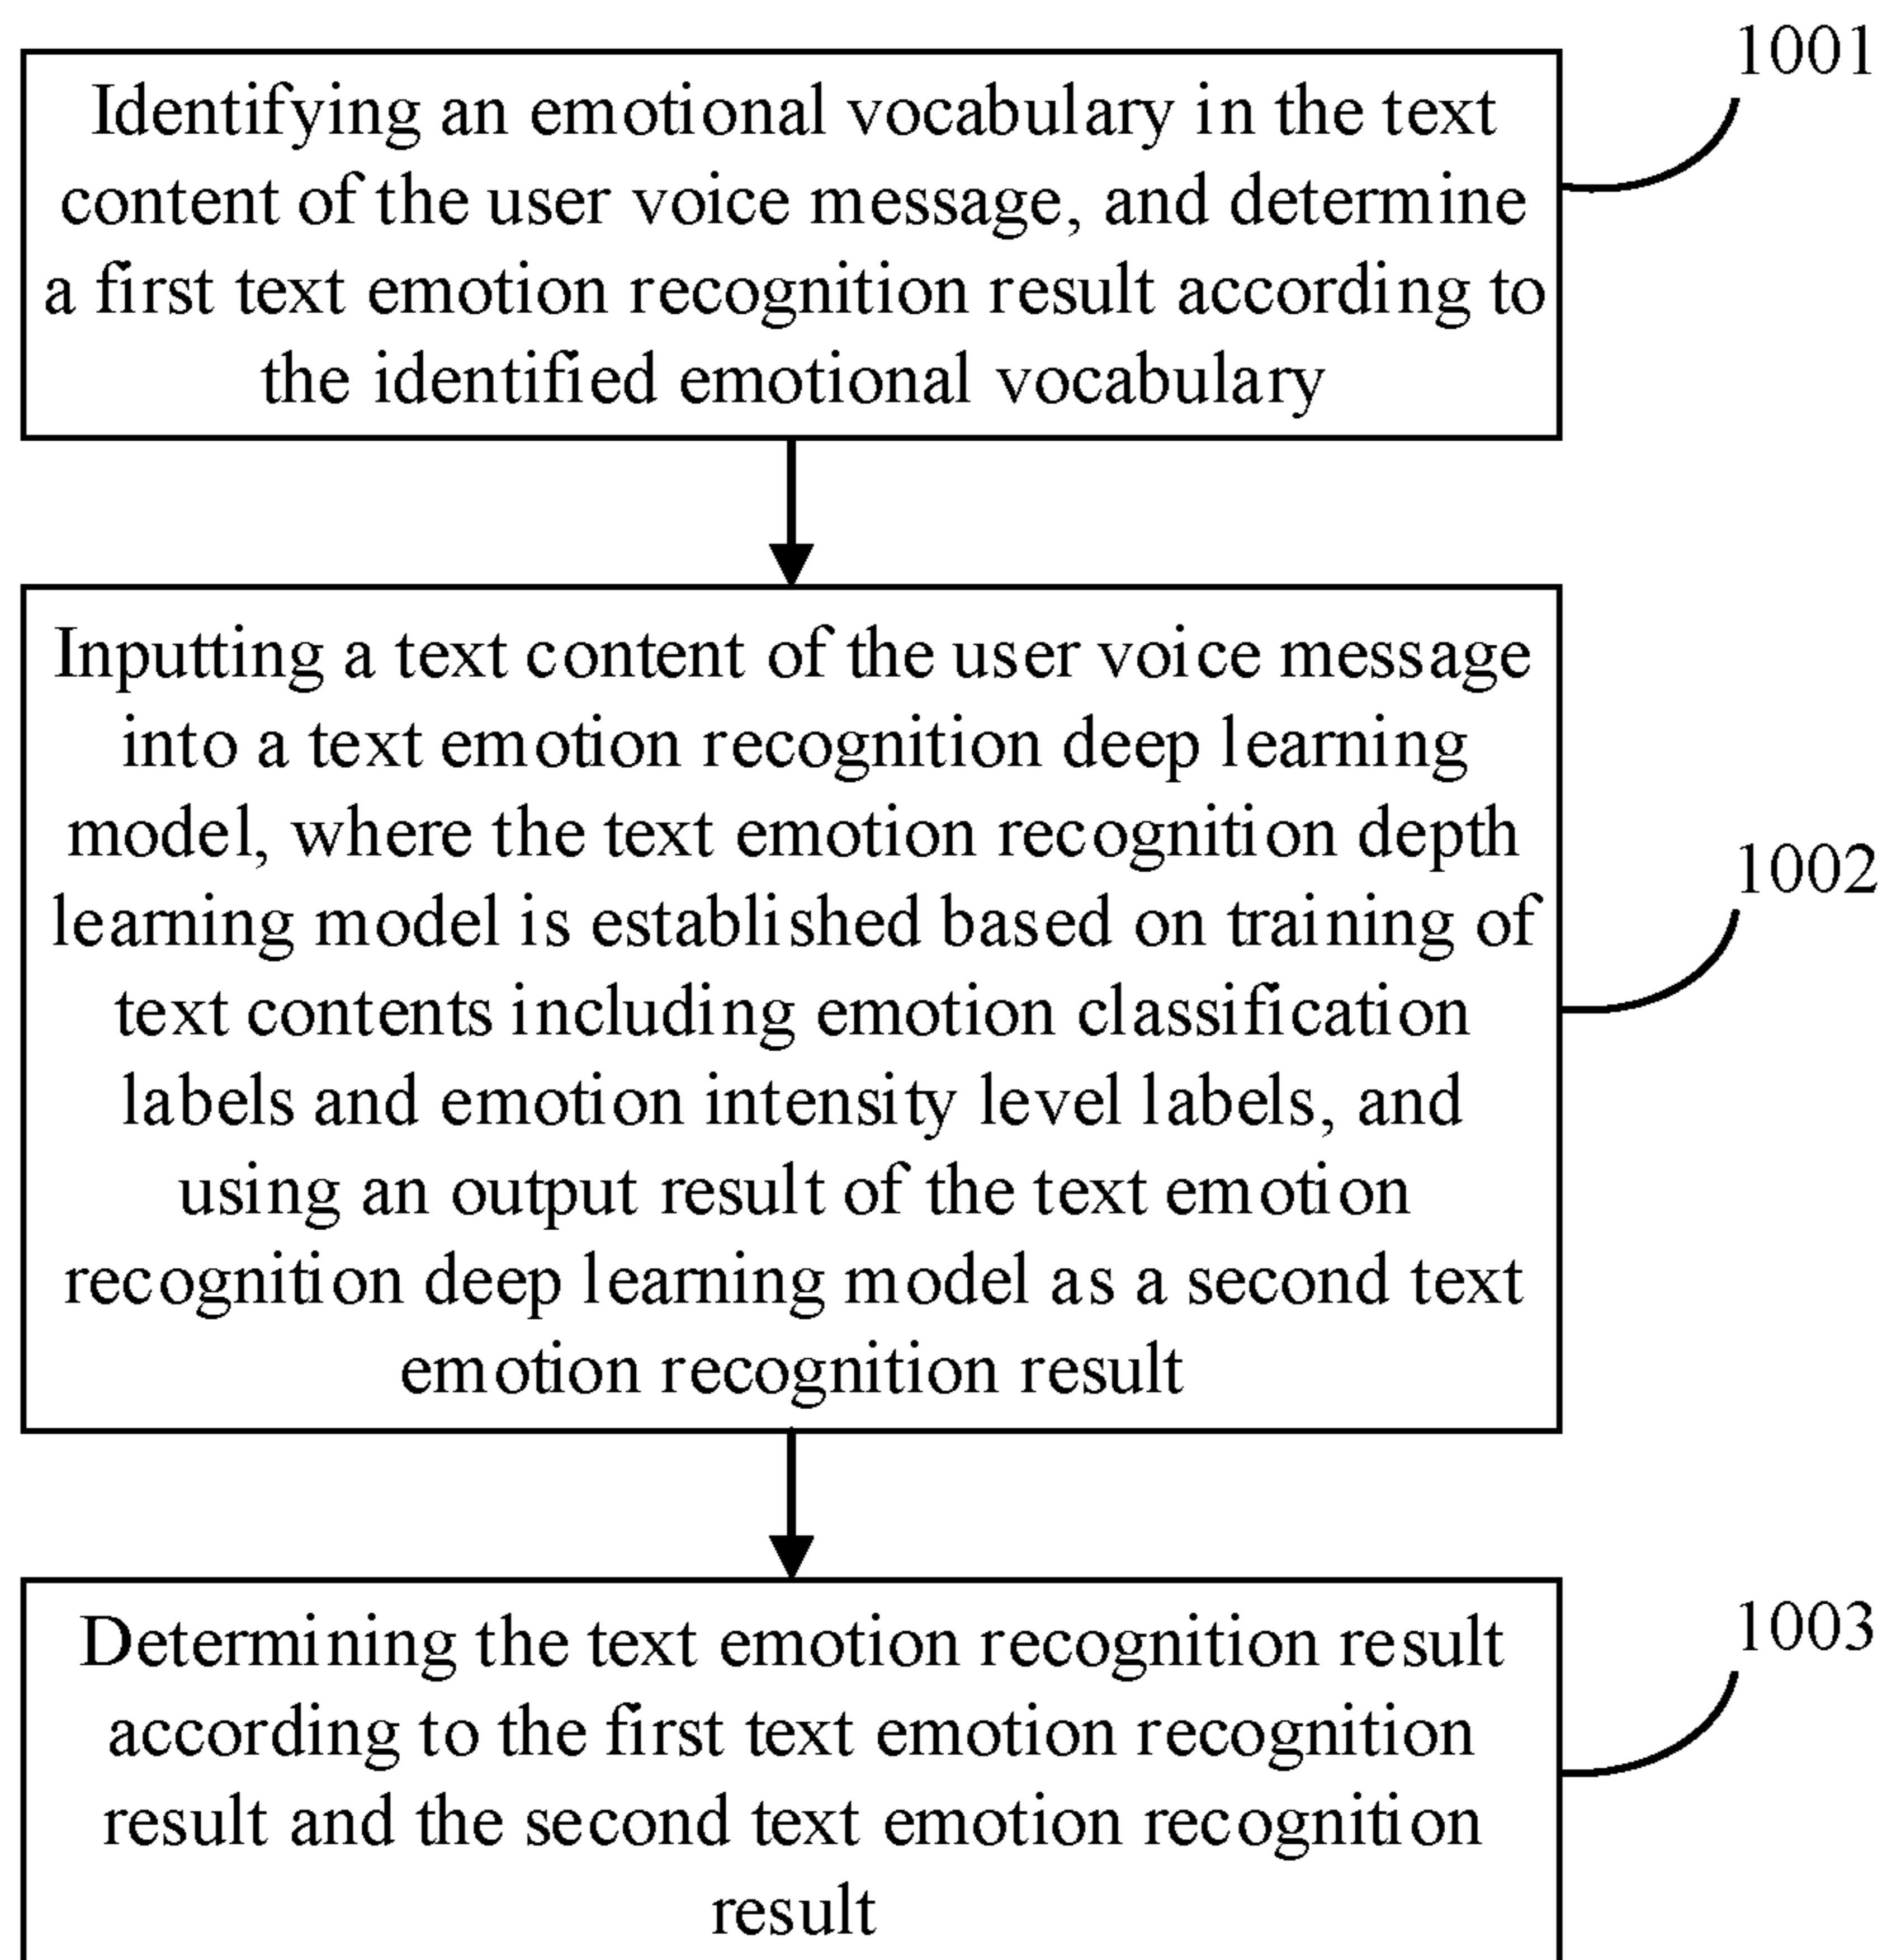 1001
Identifying an emotional vocabulary in the text
content of the user voice message, and determine
a first text emotion recognition result according to
the identified emotional vocabulary
Inputting a text content of the user voice message
into a text emotion recognition deep learning
model, where the text emotion recognition depth
learning model is established based on training of
text contents including emotion classification
labels and emotion intensity level labels, and
using an output result of the text emotion
recognition deep learning model as a second text
emotion recognition result
1002
Determining the text emotion recognition result
according to the first text emotion recognition
result and the second text emotion recognition
result
1003